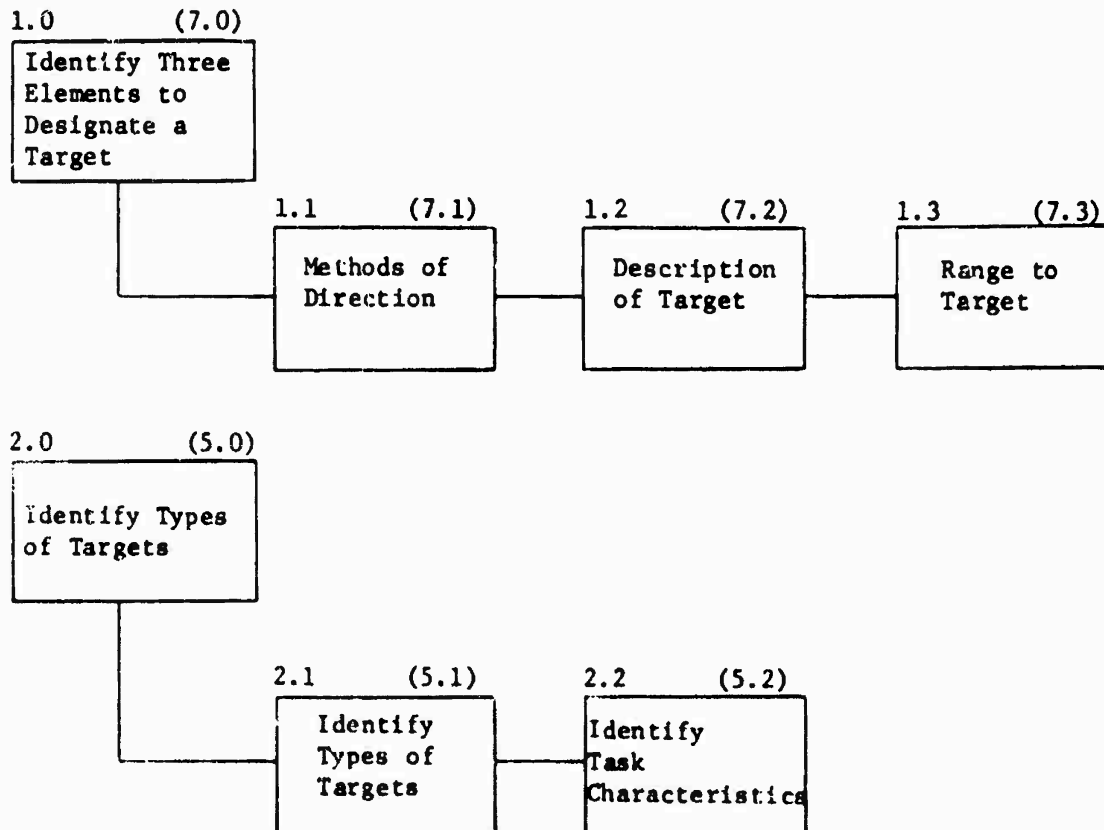 1.0 (7.0)
Identify Three
Elements to
Designate a
Target
1.1 (7.1)
Methods of
Direction
1.2 (7.2)
Description
of Target
1.3 (7.3)
Range to
Target
2.0 (5.0)
Identify Types
of Targets
2.1 (5.1)
Identify
Types of
Targets
2.2 (5.2)
Identify
Task
Characteristics